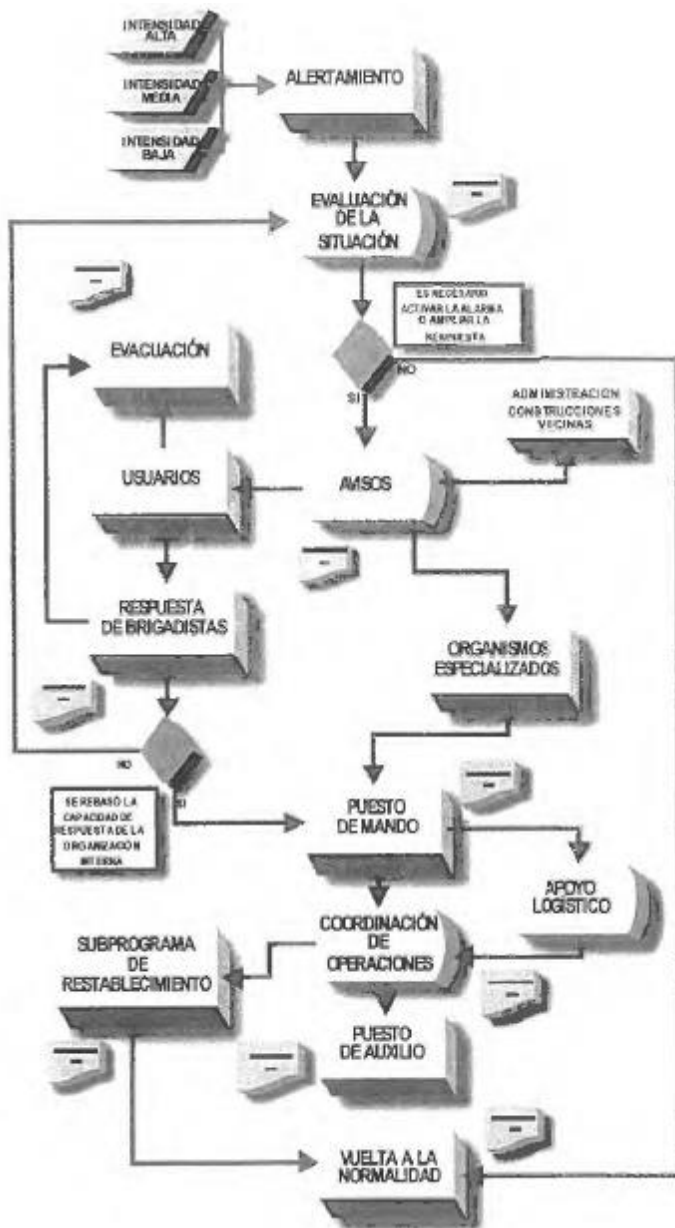 INTENSIDAD
ALTA
INTENSIDAD
MEDIA
INTENSIDAD
BAJA
ALERTAMIENTO
EVALUACIÓN
DE LA
SITUACIÓN
ES NECESARIO
ACTIVAR LA ALARMA
O AMPLIAR LA
RESPUESTA
NO
SI
EVACUACIÓN
ADMINISTRACION
CONSTRUCCIONES
VECINAS
USUARIOS
AVISOS
RESPUESTA
DE BRIGADISTAS
ORGANISMOS
ESPECIALIZADOS
NO
SI
SE REBASÓ LA
CAPACIDAD DE
RESPUESTA DE LA
ORGANIZACIÓN
INTERNA
PUESTO
DE MANDO
APOYO
LOGÍSTICO
COORDINACIÓN
DE
OPERACIONES
SUBPROGRAMA
DE
RESTABLECIMIENTO
PUESTO
DE AUXILIO
VUELTA A LA
NORMALIDAD